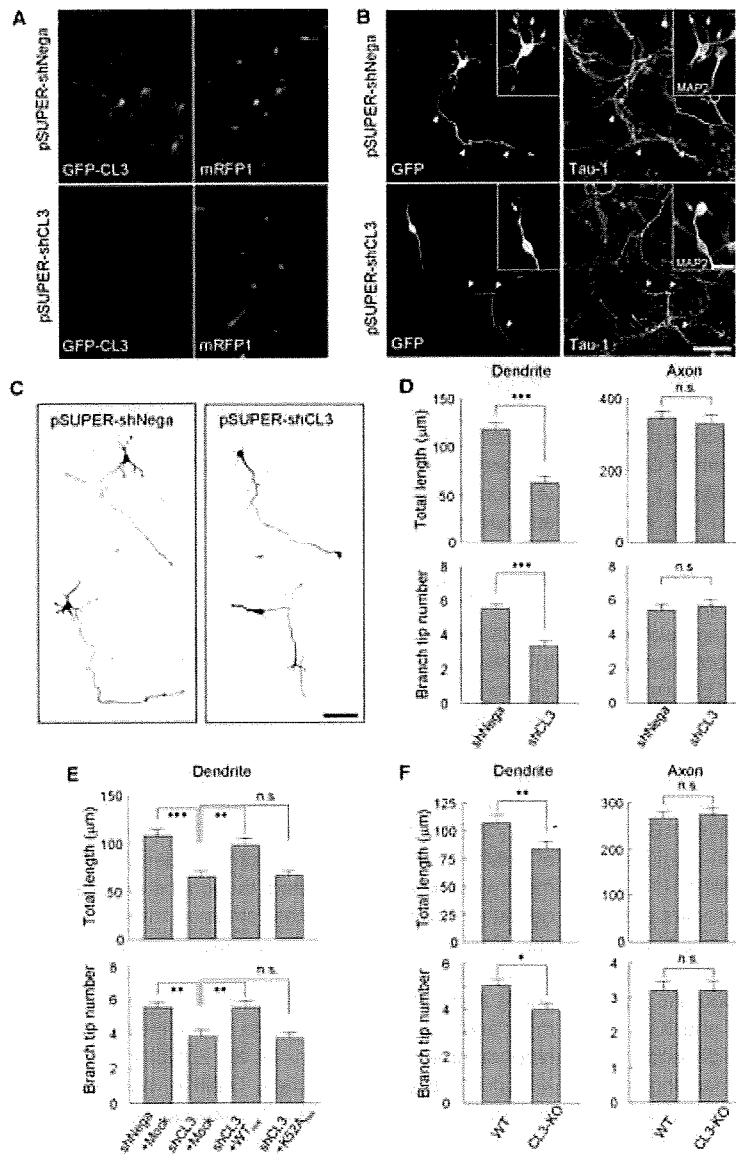 A
B
pSUPER-shNega
GFP-CL3
mRFP1
pSUPER-shNega
GFP
Tau-1
MAP2
pSUPER-shCL3
GFP-CL3
mRFP1
pSUPER-shCL3
GFP
Tau-1
MAP2
C
pSUPER-shNega
pSUPER-shCL3
D
Dendrite
Axon
Total length (μm)
150
100
50
0
***
400
200
0
n.s.
Branch tip number
8
6
4
2
0
***
8
6
4
2
0
n.s.
shNega
shCL3
shNega
shCL3
E
Dendrite
Total length (μm)
150
100
50
0
***
**
n.s.
Branch tip number
8
6
4
2
0
**
**
n.s.
shNega
+Mock
shCL3
+Mock
shCL3
+WT
shCL3
+K52A
F
Dendrite
Axon
Total length (μm)
125
100
75
50
25
0
**
300
200
100
0
n.s.
Branch tip number
6
4
2
0
*
4
3
2
1
0
n.s.
WT
CL3-KO
WT
CL3-KO